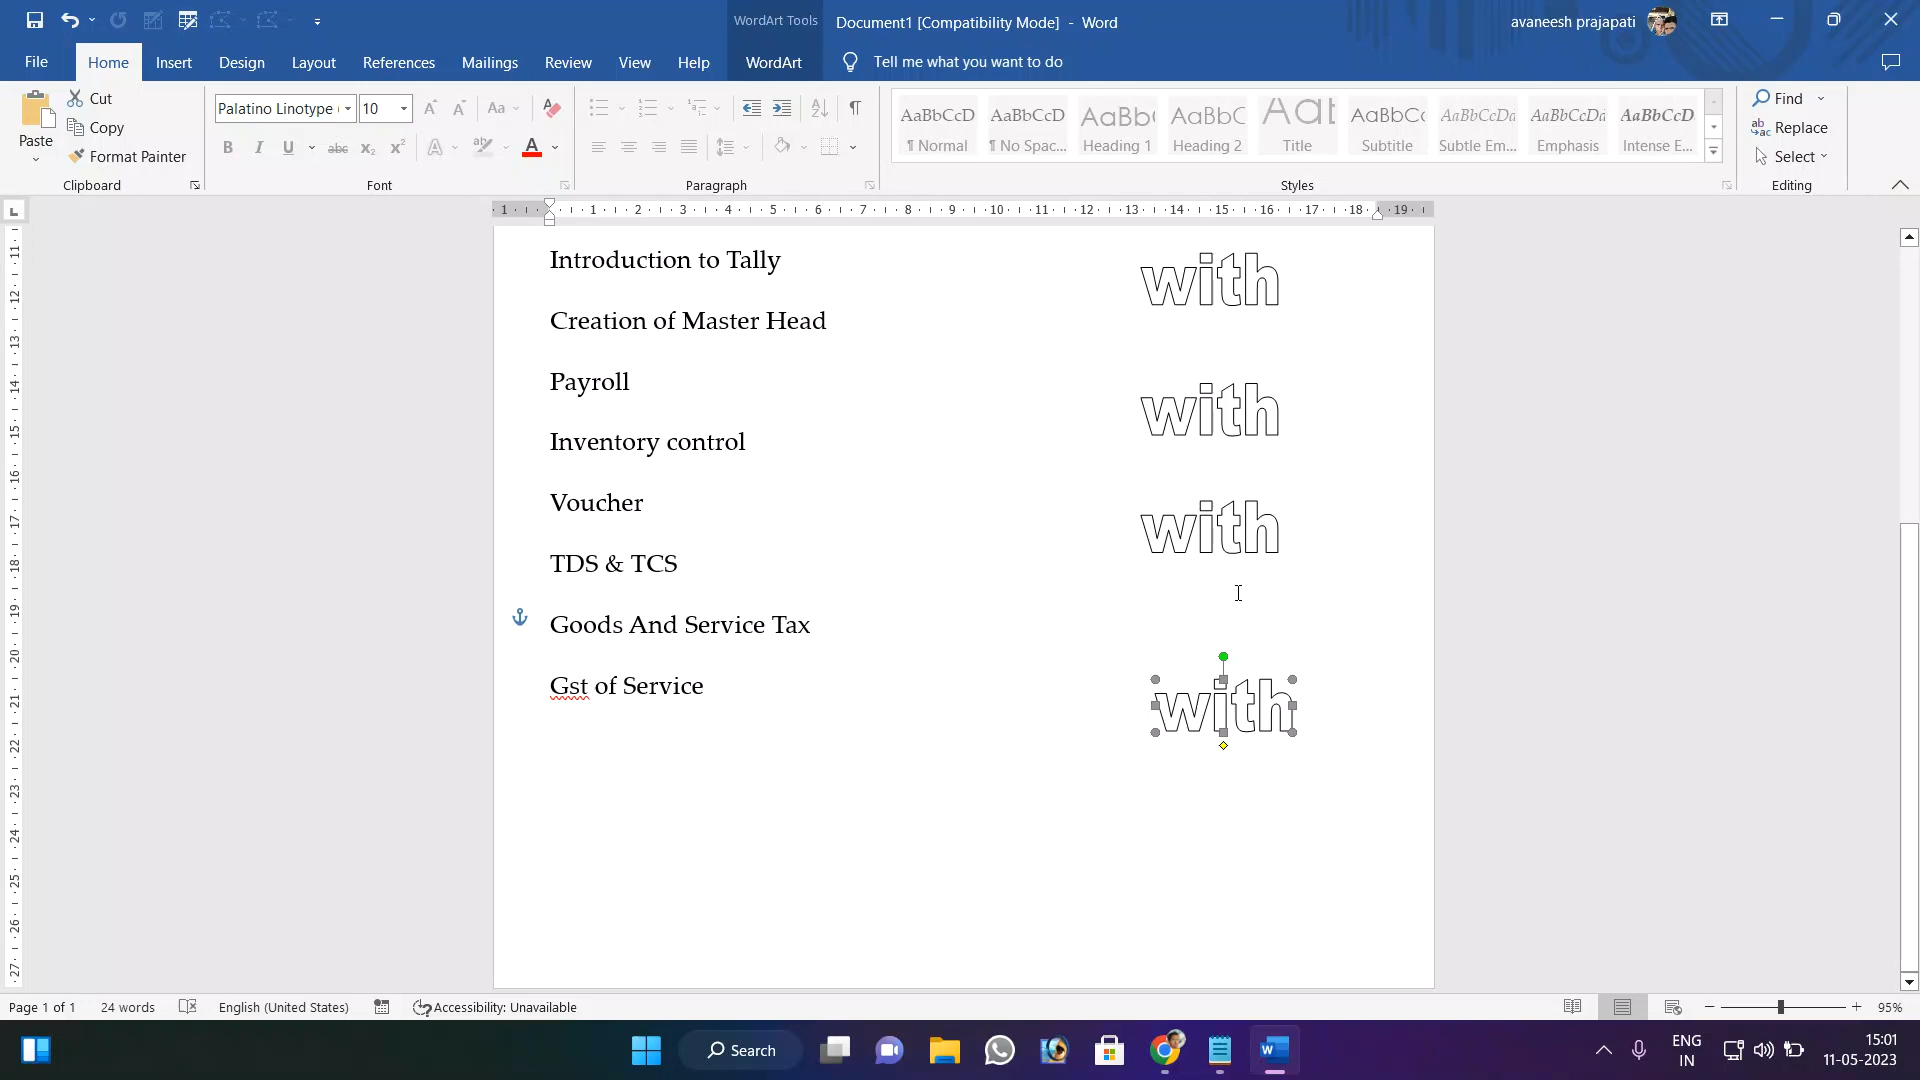 WordArt Tools
Document1 [Compatibility Mode] - Word
avaneesh prajapati
File
Home
Insert
Design
Layout
References
Mailings
Review
View
Help
WordArt
Tell me what you want to do
Paste
Cut
Copy
Format Painter
Clipboard
Palatino Linotype (
10
Font
Paragraph
AaBbCcD
¶ Normal
AaBbCcD
¶ No Spac...
AaBb(
Heading 1
AaBbC
Heading 2
Aat
Title
AaBbC
Subtitle
AaBbCcDa
Subtle Em...
AaBbCcDa
Emphasis
AaBbCcD
Intense E...
Styles
Find
Replace
Select
Editing
Introduction to Tally
Creation of Master Head
Payroll
Inventory control
Voucher
TDS & TCS
Goods And Service Tax
Gst of Service
with
with
with
with
Page 1 of 1
24 words
English (United States)
Accessibility: Unavailable
95%
Search
ENG
IN
15:01
11-05-2023